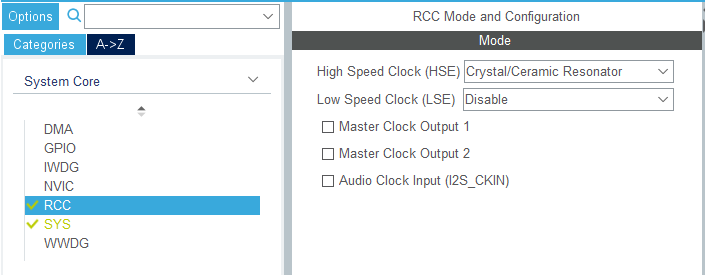 Options
Categories
A->Z
System Core
DMA
GPIO
IWDG
NVIC
RCC
SYS
WWDG
RCC Mode and Configuration
Mode
High Speed Clock (HSE) Crystal/Ceramic Resonator
Low Speed Clock (LSE) Disable
Master Clock Output 1
Master Clock Output 2
Audio Clock Input (I2S_CKIN)